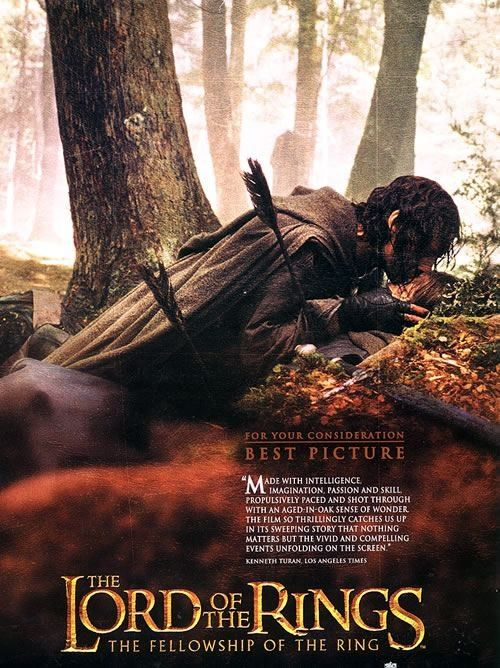 FOR YOUR CONSIDERATION
BEST PICTURE
"MADE WITH INTELLIGENCE,
IMAGINATION, PASSION AND SKILL.
PROPULSIVELY PACED AND SHOT THROUGH
WITH AN AGED-IN-OAK SENSE OF WONDER,
THE FILM SO THRILLINGLY CATCHES US UP
IN ITS SWEEPING STORY THAT NOTHING
MATTERS BUT THE VIVID AND COMPELLING
EVENTS UNFOLDING ON THE SCREEN."
KENNETH TURAN, LOS ANGELES TIMES
THE
LORD OF THE RINGS
THE FELLOWSHIP OF THE RING ™